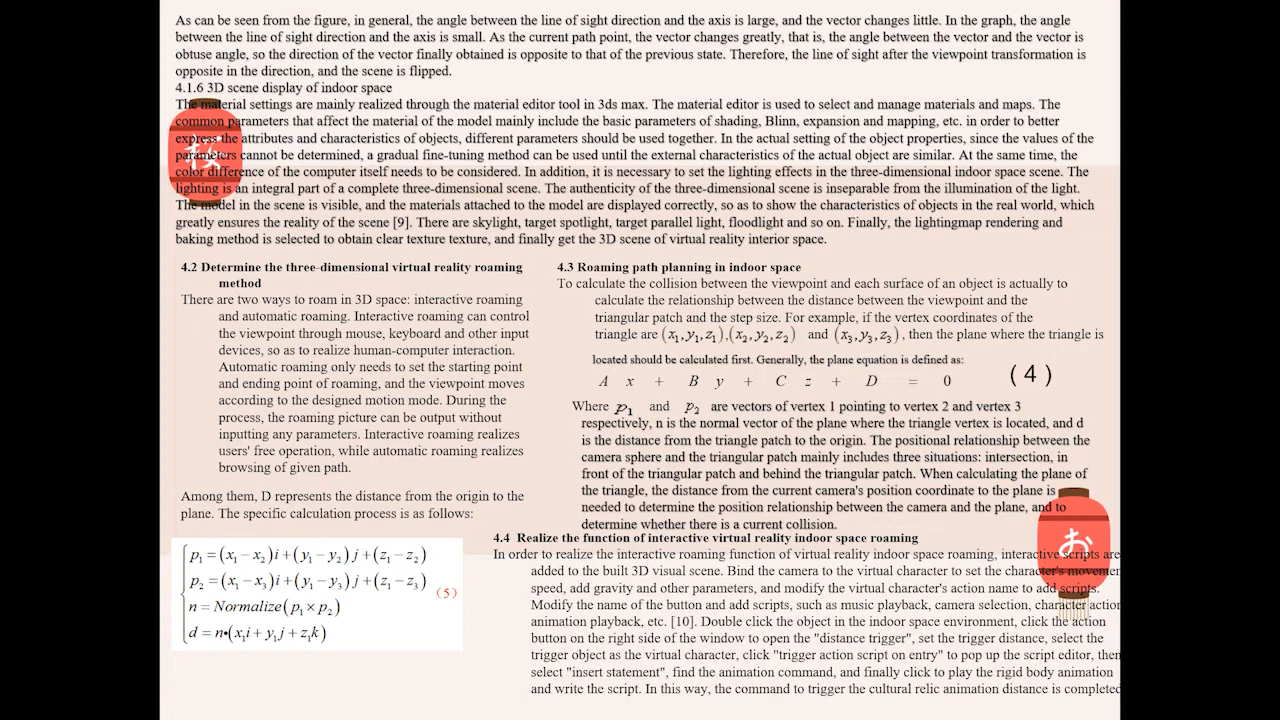 As can be seen from the figure, in general, the angle between the line of sight direction and the axis is large, and the vector changes little. In the graph, the angle
between the line of sight direction and the axis is small. As the current path point, the vector changes greatly, that is, the angle between the vector and the vector is
obtuse angle, so the direction of the vector finally obtained is opposite to that of the previous state. Therefore, the line of sight after the viewpoint transformation is
opposite in the direction, and the scene is flipped.
4.1.6 3D scene display of indoor space
The material settings are mainly realized through the material editor tool in 3ds max. The material editor is used to select and manage materials and maps. The
common parameters that affect the material of the model mainly include the basic parameters of shading, Blinn, expansion and mapping, etc. in order to better
express the attributes and characteristics of objects, different parameters should be used together. In the actual setting of the object properties, since the values of the
parameters cannot be determined, a gradual fine-tuning method can be used until the external characteristics of the actual object are similar. At the same time, the
color difference of the computer itself needs to be considered. In addition, it is necessary to set the lighting effects in the three-dimensional indoor space scene. The
lighting is an integral part of a complete three-dimensional scene. The authenticity of the three-dimensional scene is inseparable from the illumination of the light.
The model in the scene is visible, and the materials attached to the model are displayed correctly, so as to show the characteristics of objects in the real world, which
greatly ensures the reality of the scene [9]. There are skylight, target spotlight, target parallel light, floodlight and so on. Finally, the lightingmap rendering and
baking method is selected to obtain clear texture texture, and finally get the 3D scene of virtual reality interior space.
桜
4.2 Determine the three-dimensional virtual reality roaming
method
There are two ways to roam in 3D space: interactive roaming
and automatic roaming. Interactive roaming can control
the viewpoint through mouse, keyboard and other input
devices, so as to realize human-computer interaction.
Automatic roaming only needs to set the starting point
and ending point of roaming, and the viewpoint moves
according to the designed motion mode. During the
process, the roaming picture can be output without
inputting any parameters. Interactive roaming realizes
users' free operation, while automatic roaming realizes
browsing of given path.
Among them, D represents the distance from the origin to the
plane. The specific calculation process is as follows:
p₁ = (x₁ − x₂)i + (y₁ − y₂)j + (z₁ − z₂)
p₂ = (x₁ − x₃)i + (y₁ − y₃)j + (z₁ − z₃)
n = Normalize(p₁ × p₂)
d = n•(x₁i + y₁j + z₁k)
(5)
4.3 Roaming path planning in indoor space
To calculate the collision between the viewpoint and each surface of an object is actually to
calculate the relationship between the distance between the viewpoint and the
triangular patch and the step size. For example, if the vertex coordinates of the
triangle are (x₁,y₁,z₁),(x₂,y₂,z₂) and (x₃,y₃,z₃), then the plane where the triangle is
located should be calculated first. Generally, the plane equation is defined as:
A x + B y + C z + D = 0 (4)
Where p₁ and p₂ are vectors of vertex 1 pointing to vertex 2 and vertex 3
respectively, n is the normal vector of the plane where the triangle vertex is located, and d
is the distance from the triangle patch to the origin. The positional relationship between the
camera sphere and the triangular patch mainly includes three situations: intersection, in
front of the triangular patch and behind the triangular patch. When calculating the plane of
the triangle, the distance from the current camera's position coordinate to the plane is
needed to determine the position relationship between the camera and the plane, and to
determine whether there is a current collision.
4.4 Realize the function of interactive virtual reality indoor space roaming
In order to realize the interactive roaming function of virtual reality indoor space roaming, interactive scripts are
added to the built 3D visual scene. Bind the camera to the virtual character to set the character's movemen
speed, add gravity and other parameters, and modify the virtual character's action name to add scripts.
Modify the name of the button and add scripts, such as music playback, camera selection, character action
animation playback, etc. [10]. Double click the object in the indoor space environment, click the action
button on the right side of the window to open the "distance trigger", set the trigger distance, select the
trigger object as the virtual character, click "trigger action script on entry" to pop up the script editor, then
select "insert statement", find the animation command, and finally click to play the rigid body animation
and write the script. In this way, the command to trigger the cultural relic animation distance is completed
お